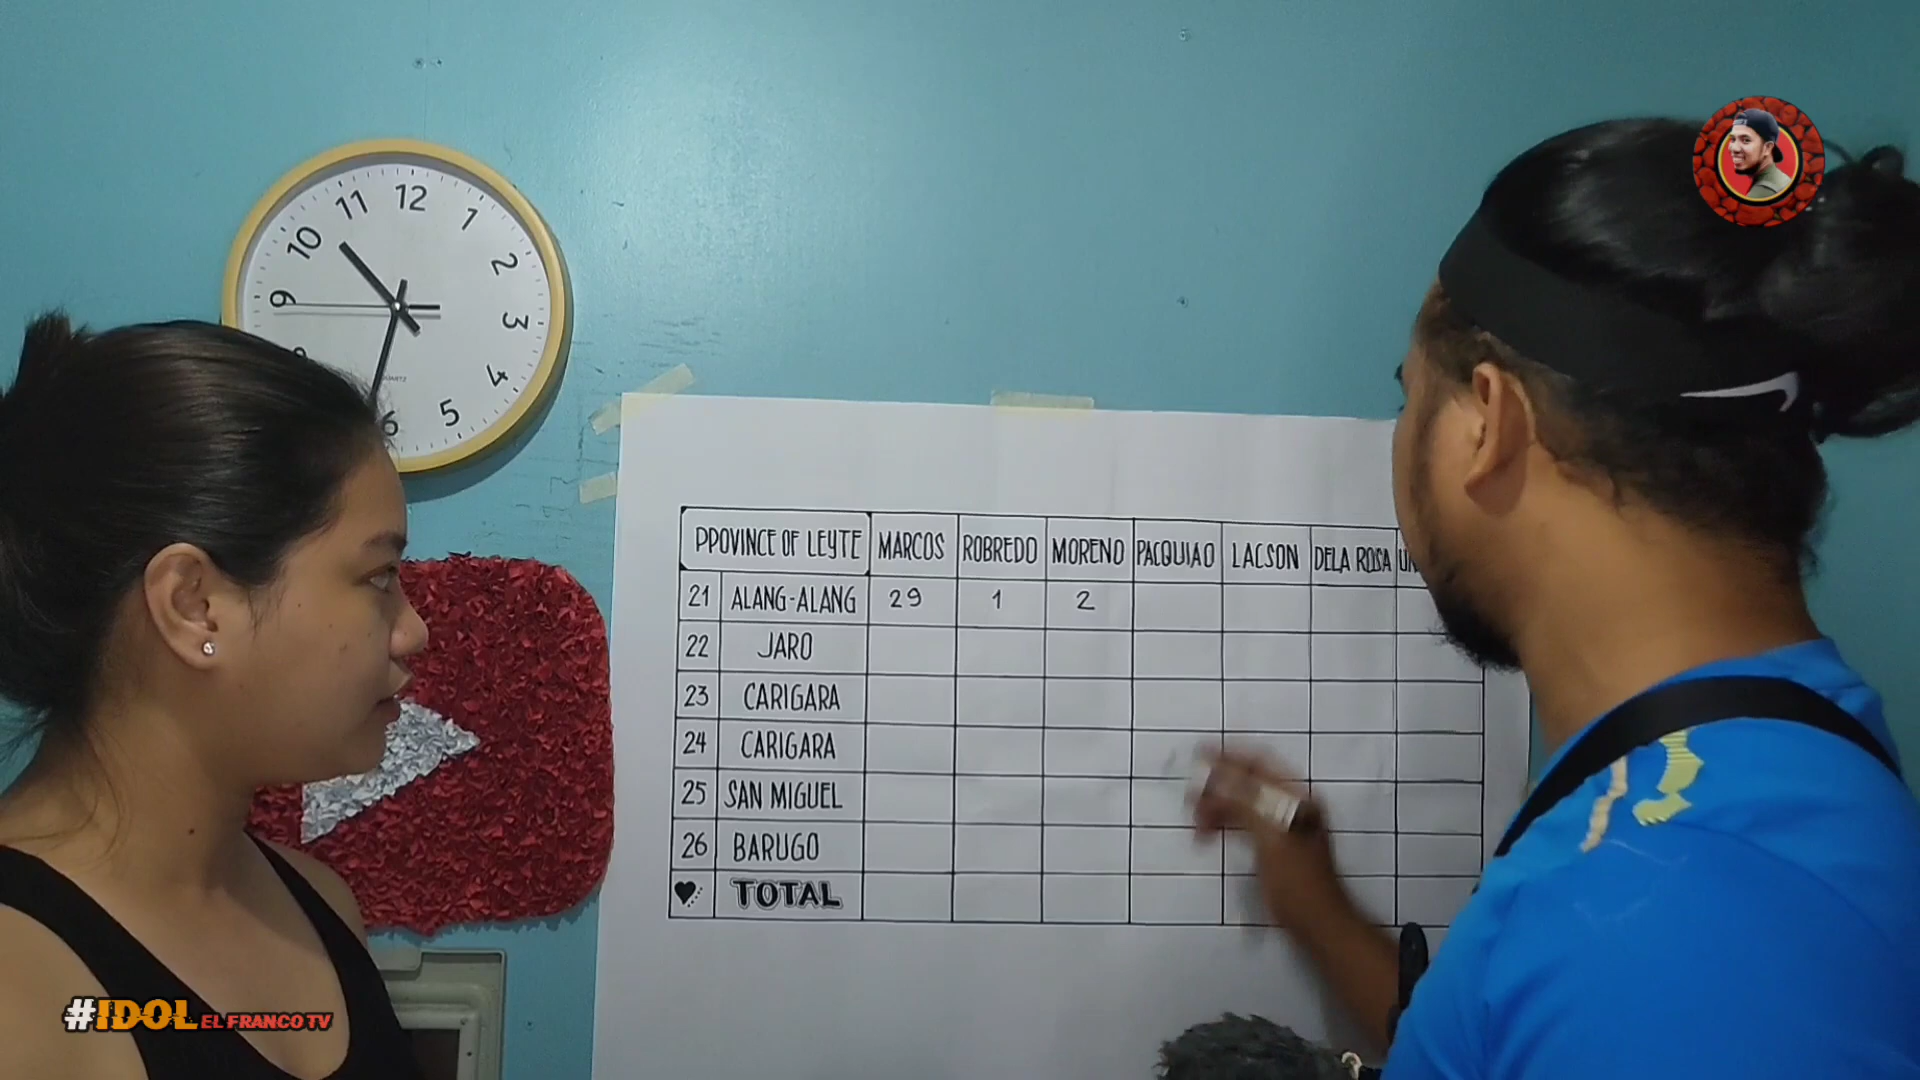 12
11 1
10 2
9 3
4
6 5
QUARTZ
PPOVINCE OF LEYTE MARCOS ROBREDO MORENO PACQUIAO LACSON DELA ROSA
21 ALANG-ALANG 29 1 2
22 JARO
23 CARIGARA
24 CARIGARA
25 SAN MIGUEL
26 BARUGO
TOTAL
#IDOL EL FRANCO TV